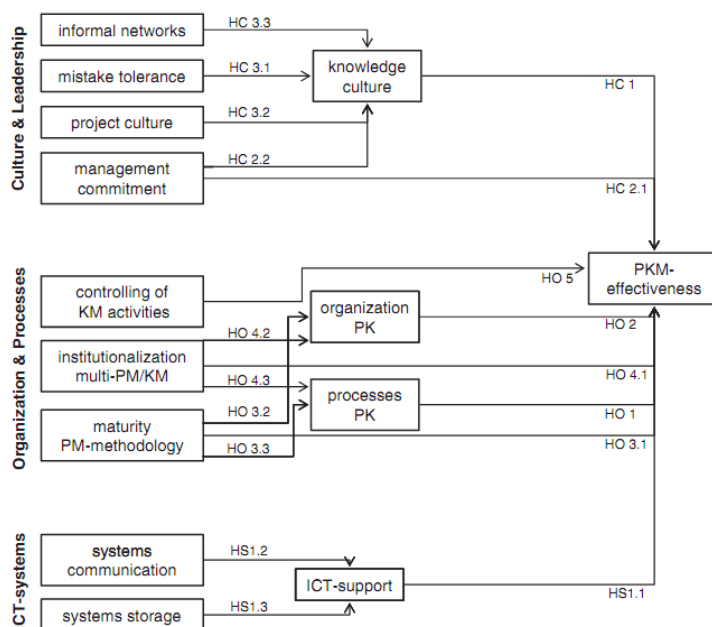 Culture & Leadership
informal networks
HC 3.3
mistake tolerance
HC 3.1
knowledge
culture
HC 1
project culture
HC 3.2
HC 2.2
management
commitment
HC 2.1
Organization & Processes
PKM-
effectiveness
HO 5
controlling of
KM activities
organization
PK
HO 2
HO 4.2
institutionalization
multi-PM/KM
HO 4.1
HO 4.3
processes
PK
HO 1
HO 3.2
maturity
PM-methodology
HO 3.1
HO 3.3
CT-systems
systems
communication
HS1.2
ICT-support
HS1.1
systems storage
HS1.3